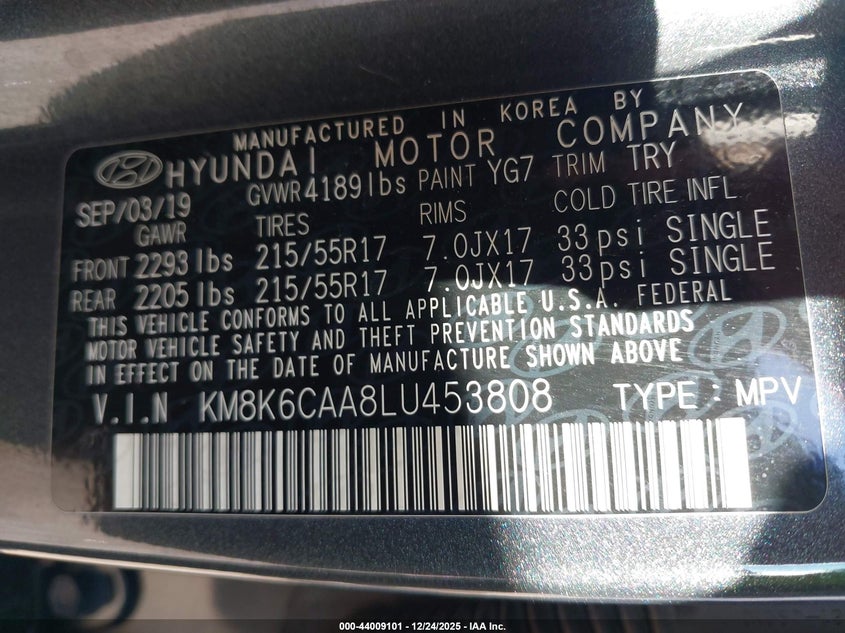 MANUFACTURED IN KOREA BY
HYUNDAI MOTOR COMPANY
SEP/03/19 GVWR 4189lbs PAINT YG7 TRIM TRY
GAWR TIRES RIMS COLD TIRE INFL
FRONT 2293 lbs 215/55R17 7.0JX17 33psi SINGLE
REAR 2205 lbs 215/55R17 7.0JX17 33psi SINGLE
THIS VEHICLE CONFORMS TO ALL APPLICABLE U.S.A. FEDERAL
MOTOR VEHICLE SAFETY AND THEFT PREVENTION STANDARDS
IN EFFECT ON THE DATE OF MANUFACTURE SHOWN ABOVE
V.I.N KM8K6CAA8LU453808 TYPE: MPV
000-44009101 - 12/24/2025 - IAA Inc.